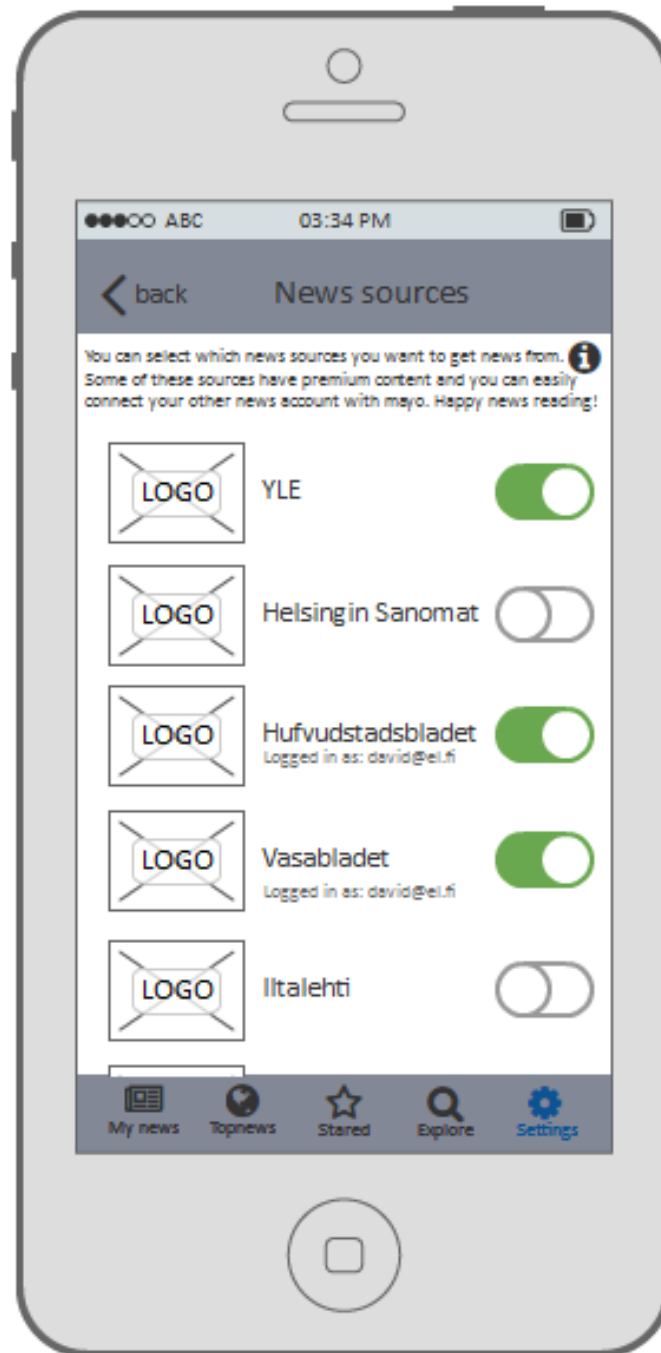 ABC 03:34 PM
back News sources
You can select which news sources you want to get news from.
Some of these sources have premium content and you can easily
connect your other news account with mayo. Happy news reading!
LOGO YLE
LOGO Helsingin Sanomat
LOGO Hufvudstadsbladet
Logged in as: david@el.fi
LOGO Vasabladet
Logged in as: david@el.fi
LOGO Iltalehti
My news Topnews Stared Explore Settings